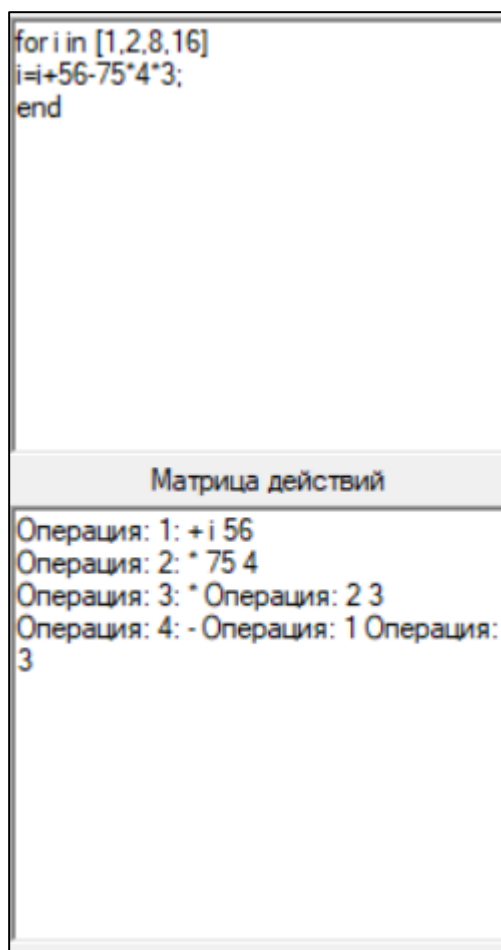 for i in [1,2,8,16]
i=i+56-75*4*3;
end
Матрица действий
Операция: 1: + i 56
Операция: 2: * 75 4
Операция: 3: * Операция: 2 3
Операция: 4: - Операция: 1 Операция:
3